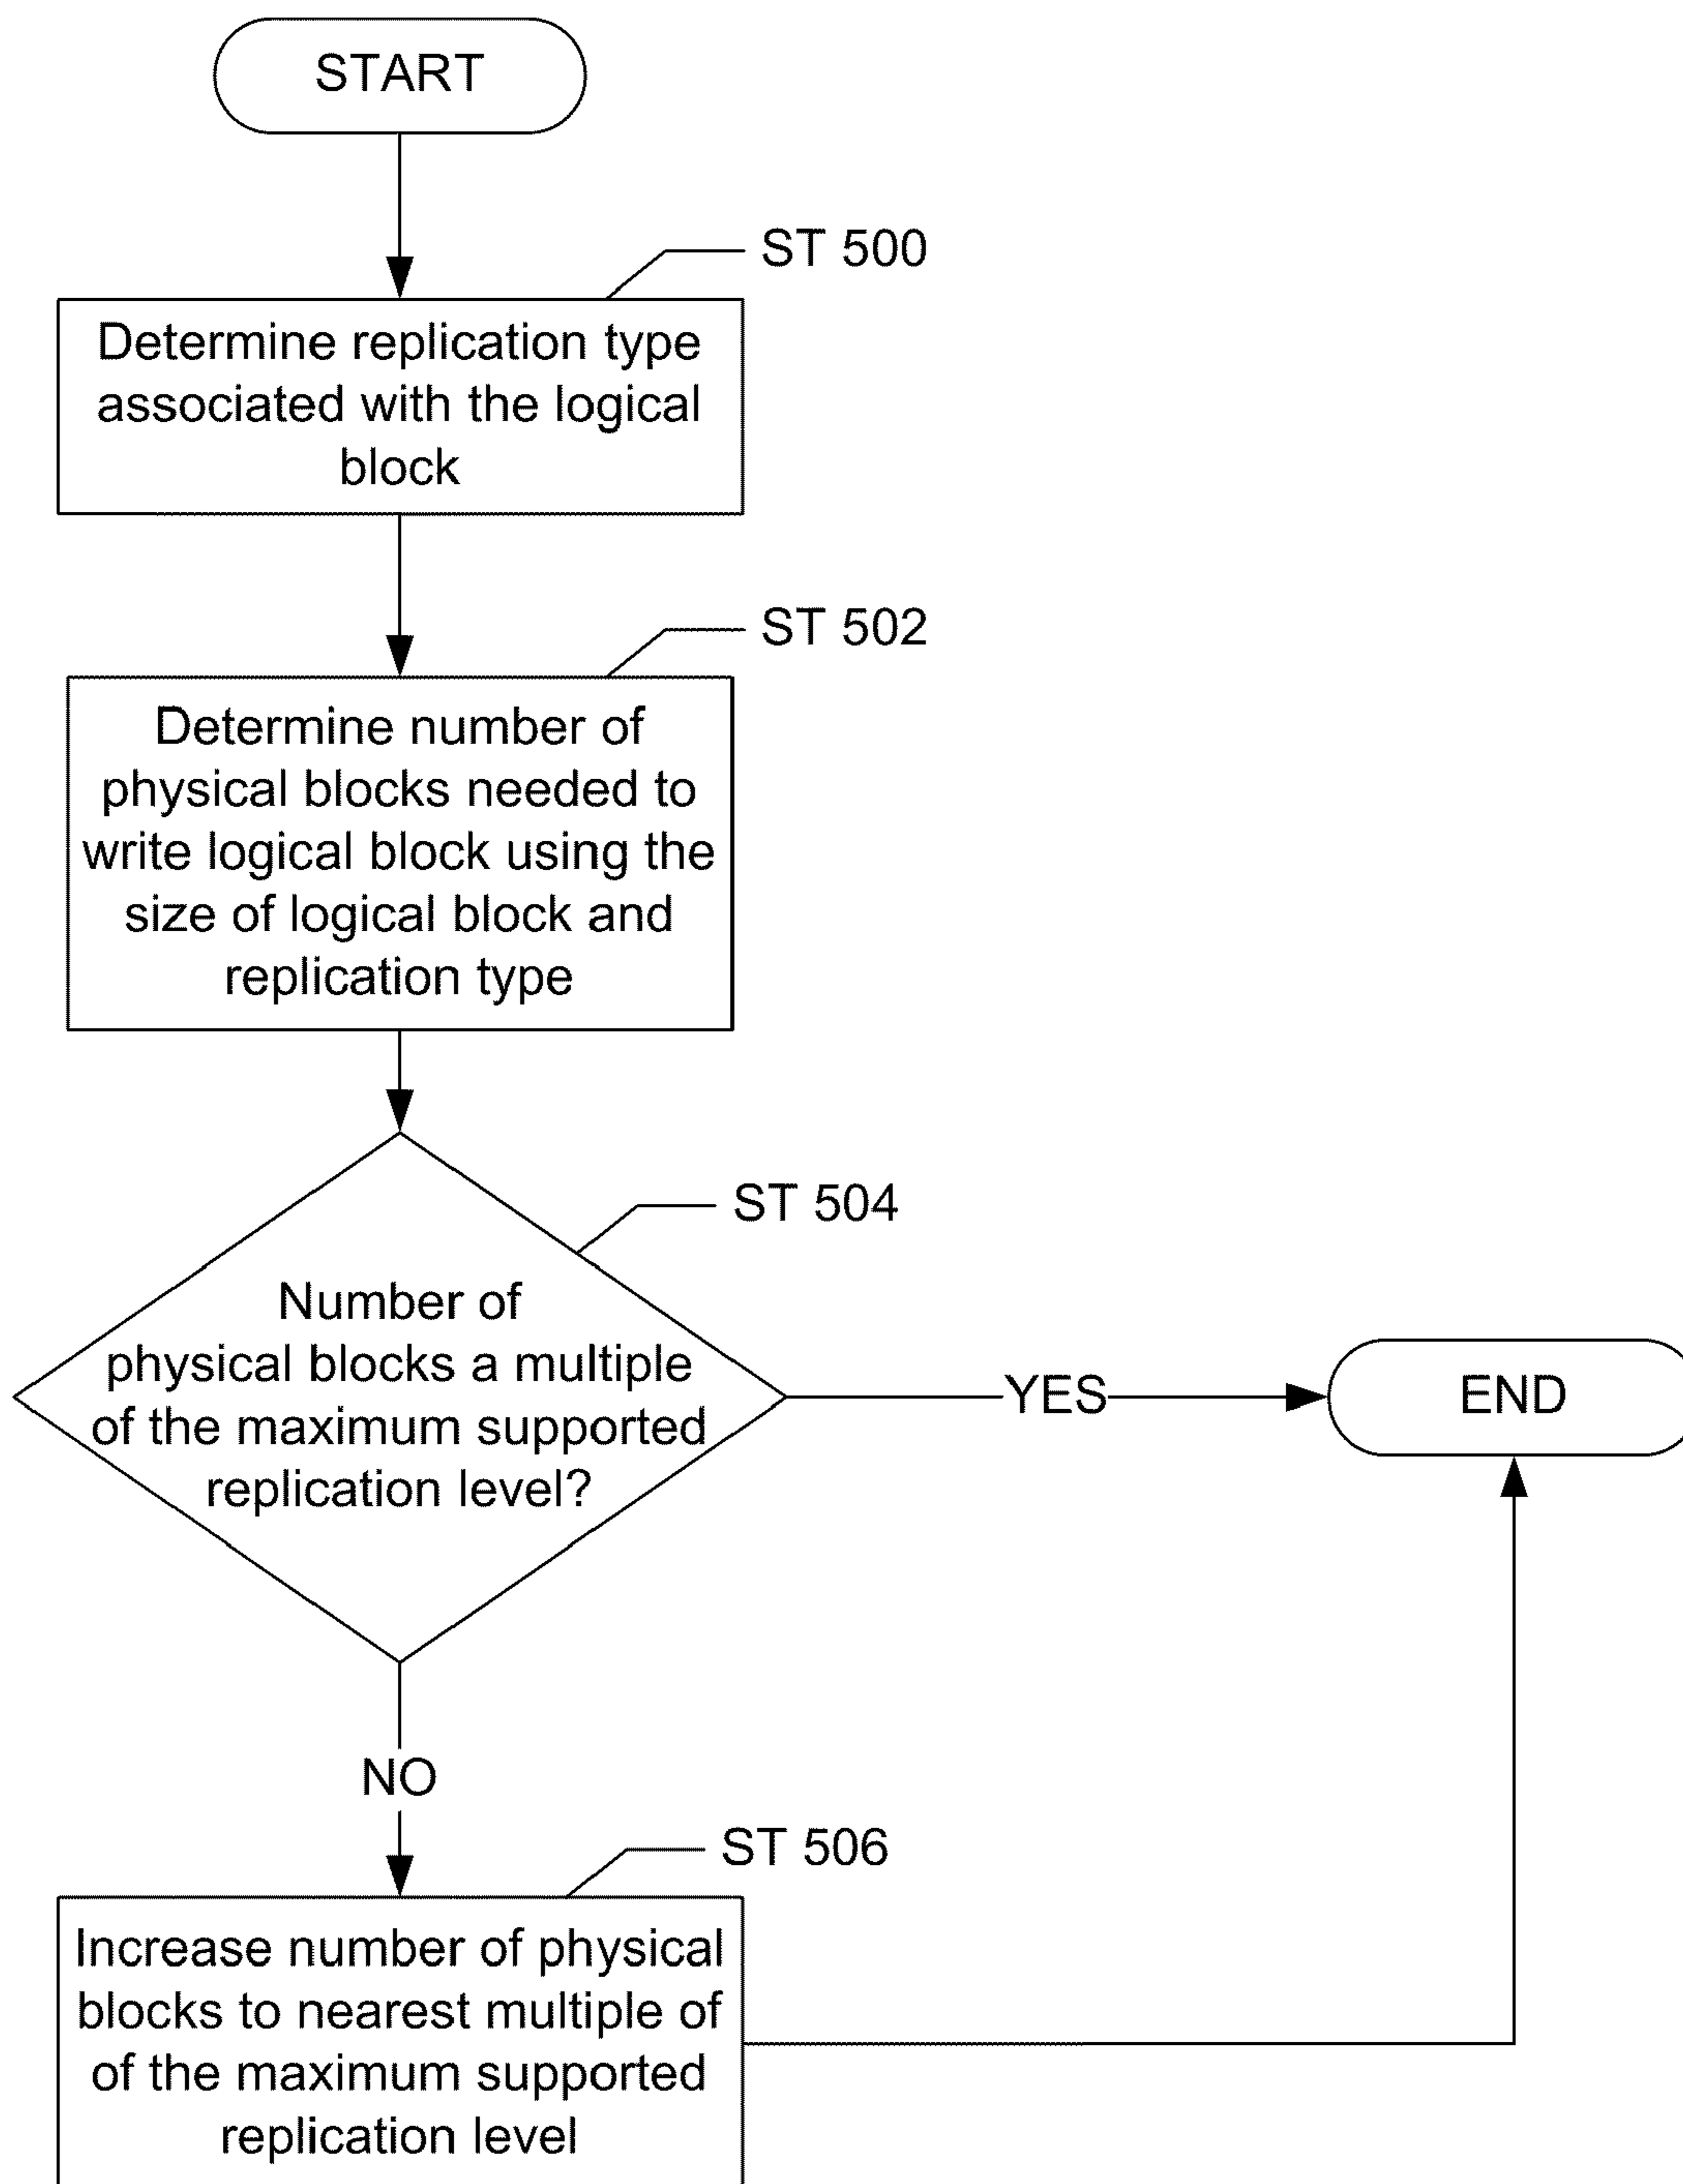 START
ST 500
Determine replication type
associated with the logical
block
ST 502
Determine number of
physical blocks needed to
write logical block using the
size of logical block and
replication type
ST 504
Number of
physical blocks a multiple
of the maximum supported
replication level?
YES
END
NO
ST 506
Increase number of physical
blocks to nearest multiple of
of the maximum supported
replication level